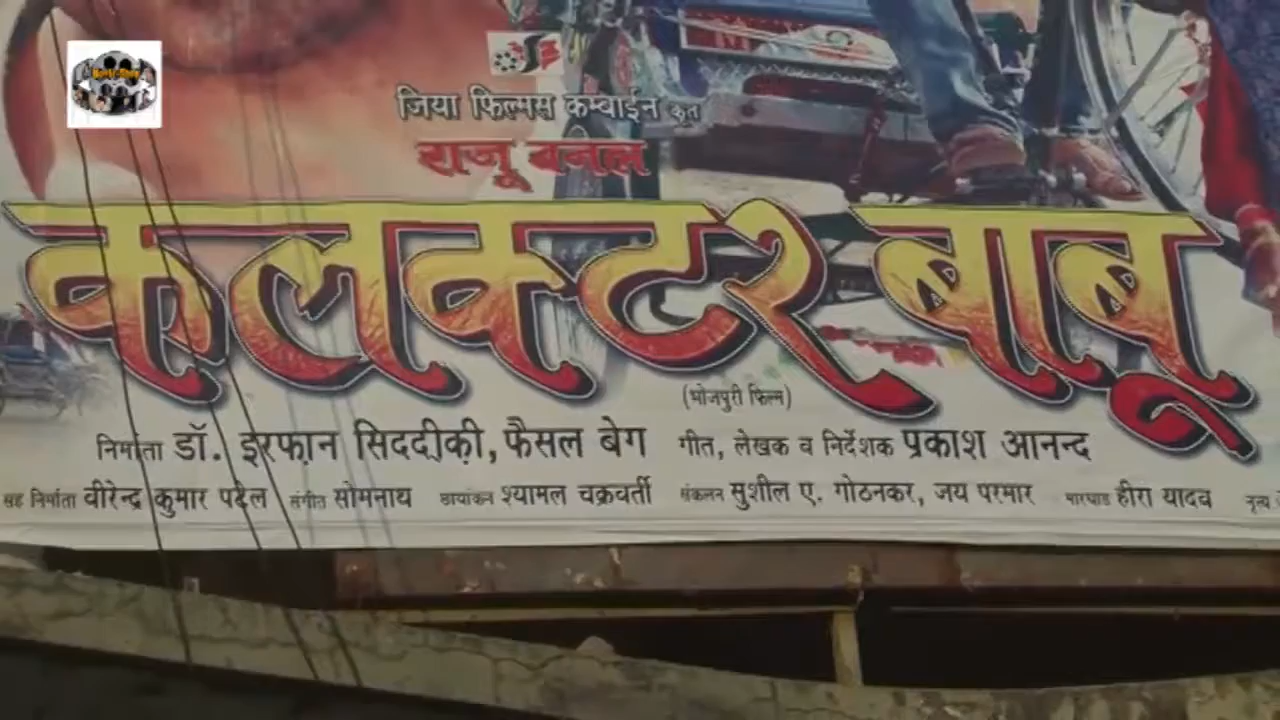 जिया फिल्मस कम्बाईन कृत
राजू बनल
कलक्टर बाबू
(भोजपुरी फिल्म)
निर्माता डॉ. इरफ़ान सिददीक़ी, फैसल बेग गीत, लेखक व निर्देशक प्रकाश आनन्द
सह निर्माता वीरेन्द्र कुमार पटेल संगीत सोमनाथ छायांकन श्यामल चक्रवर्ती संकलन सुशील ए. गोठनकर, जय परमार मारधाड हीरा यादव नृत्य